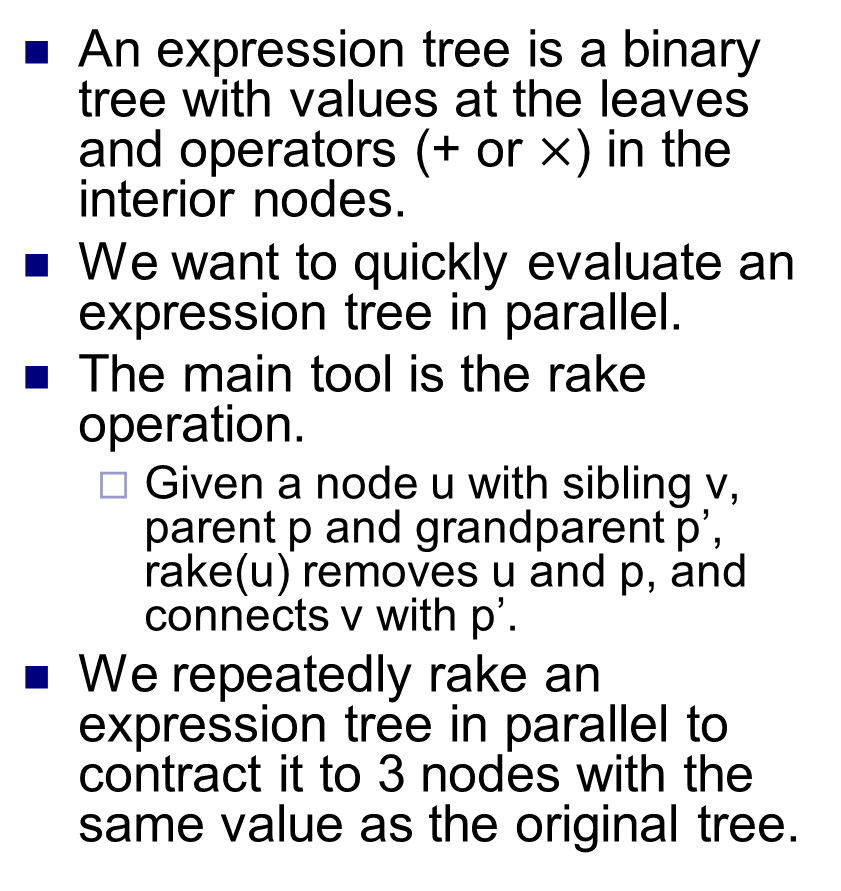 An expression tree is a binary
tree with values at the leaves
and operators (+ or ×) in the
interior nodes.
We want to quickly evaluate an
expression tree in parallel.
The main tool is the rake
operation.
Given a node u with sibling v,
parent p and grandparent p’,
rake(u) removes u and p, and
connects v with p’.
We repeatedly rake an
expression tree in parallel to
contract it to 3 nodes with the
same value as the original tree.